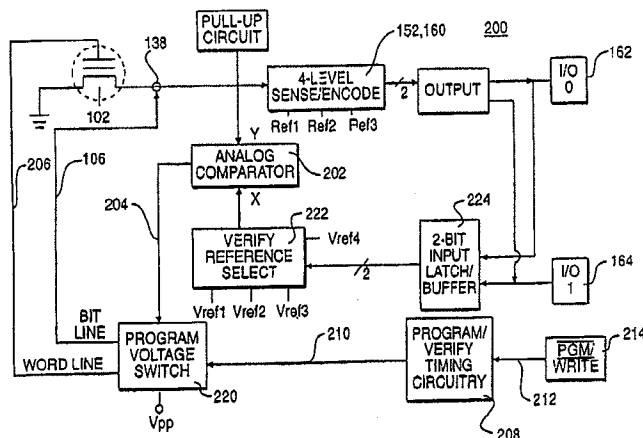 PULL-UP
CIRCUIT
152,160
200
138
162
4-LEVEL
SENSE/ENCODE
2
OUTPUT
I/O
0
102
Ref1 Ref2 Ref3
206
106
Y
ANALOG
COMPARATOR
202
204
X
224
222
VERIFY
REFERENCE
SELECT
Vref4
2
2-BIT
INPUT
LATCH/
BUFFER
164
I/O
1
Vref1 Vref2 Vref3
BIT
LINE
WORD LINE
PROGRAM
VOLTAGE
SWITCH
210
PROGRAM/
VERIFY
TIMING
CIRCUITRY
PGM/
WRITE
214
220
212
Vpp
208